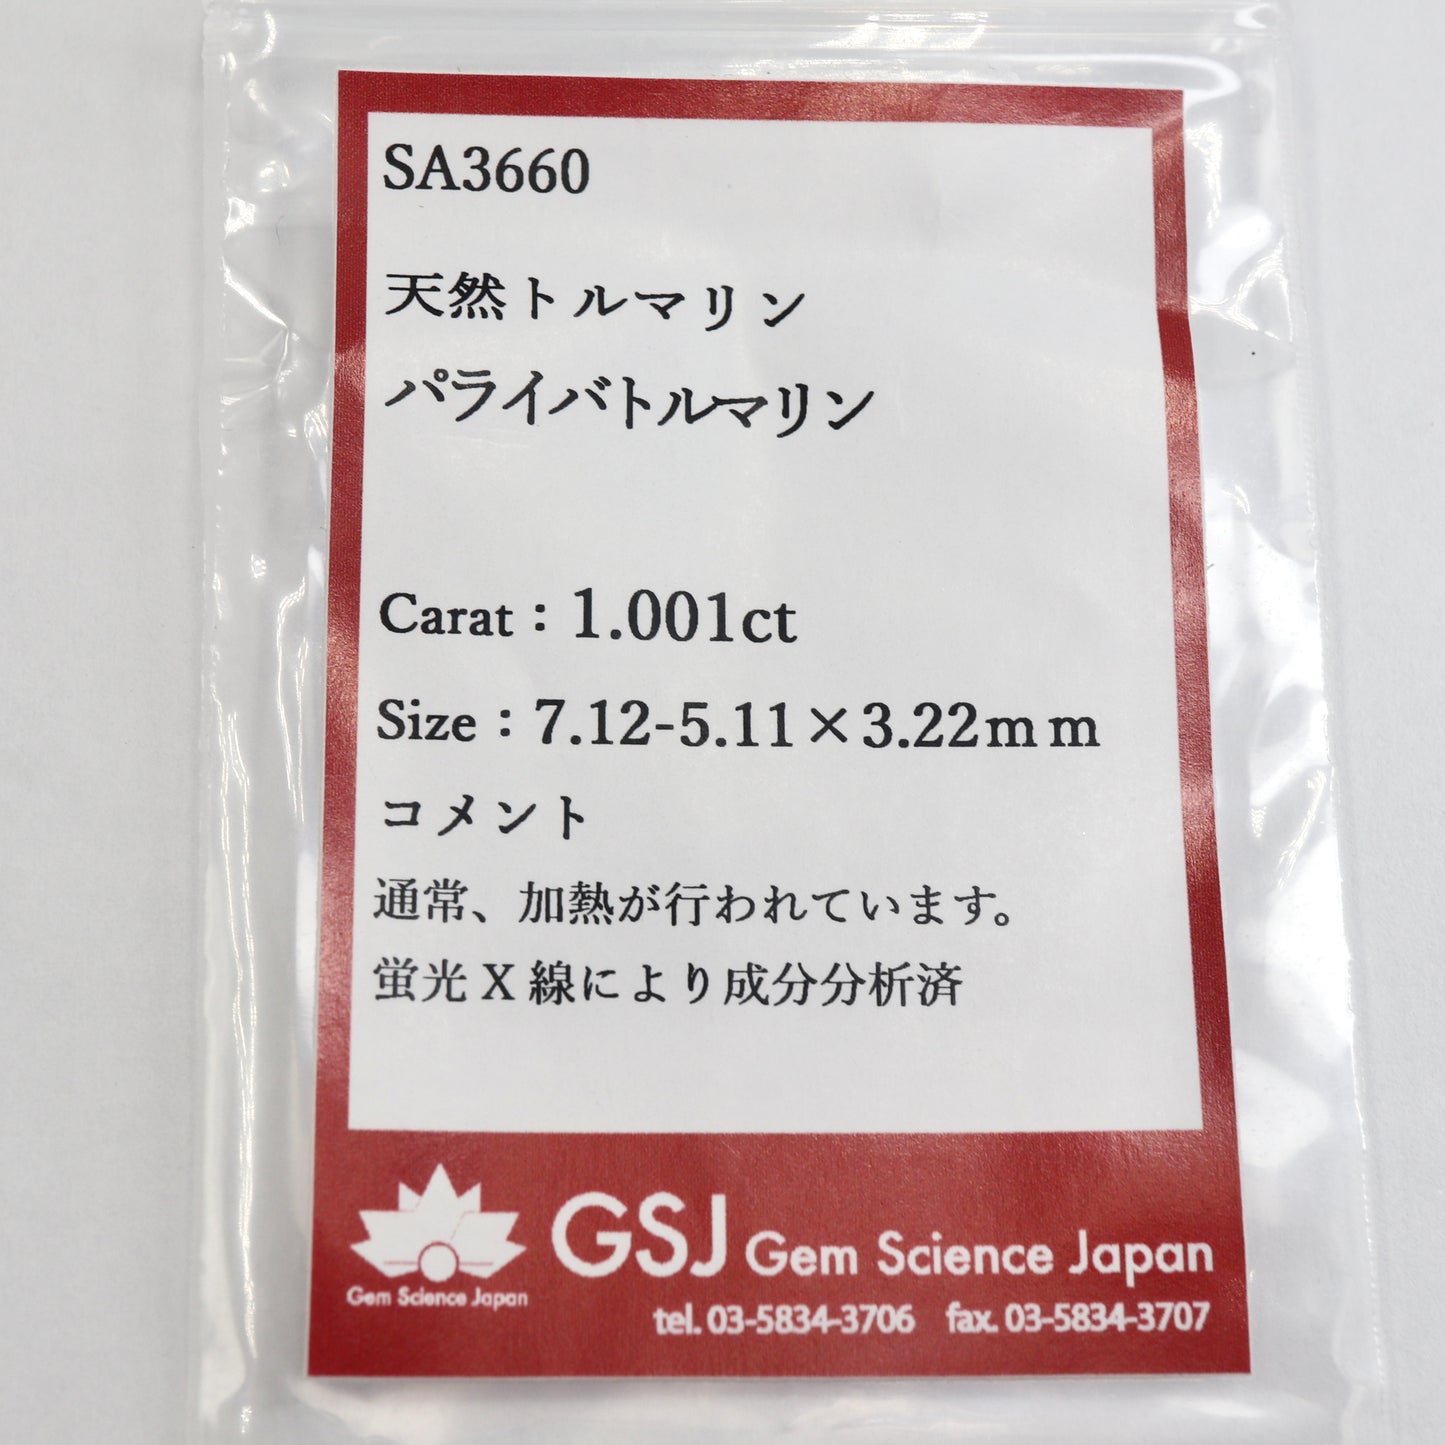 SA3660
天然トルマリン
パライバトルマリン
Carat：1.001ct
Size：7.12-5.11×3.22mm
コメント
通常、加熱が行われています。
蛍光X線により成分分析済
GSJ Gem Science Japan
Gem Science Japan
tel. 03-5834-3706 fax. 03-5834-3707